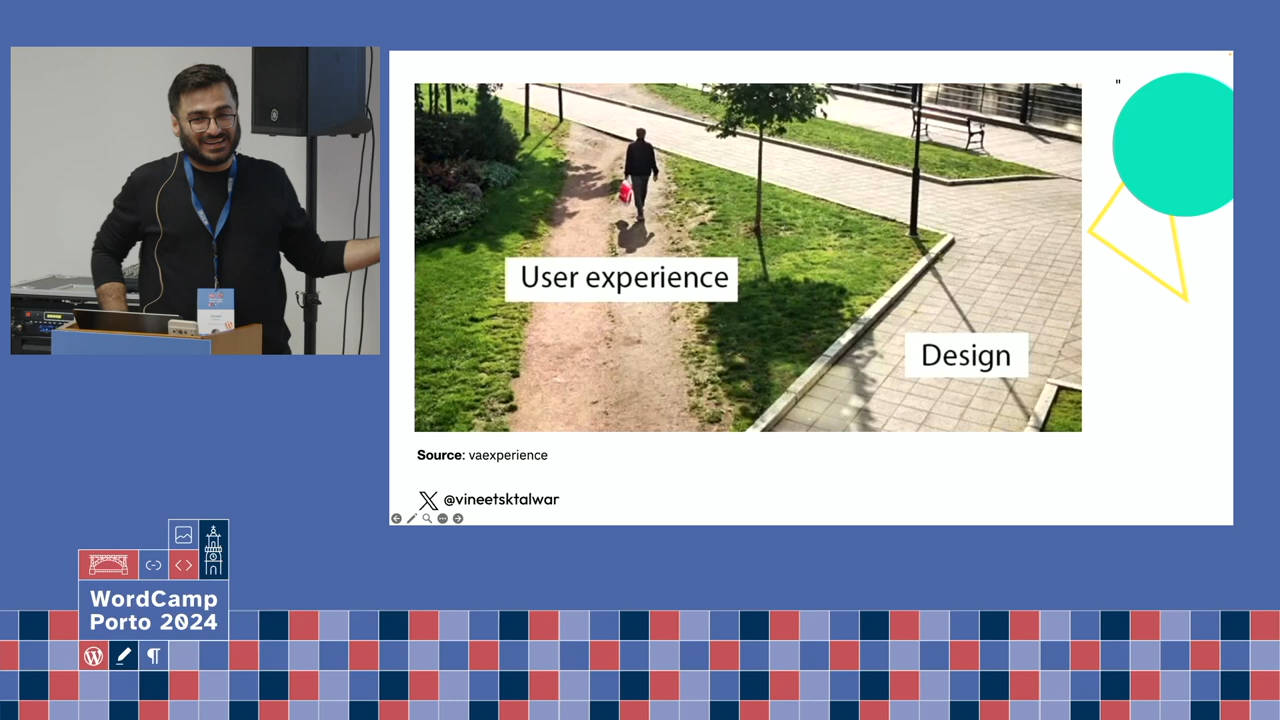 "
User experience
Design
Source: vaexperience
@vineetsktalwar
WordCamp
Porto 2024